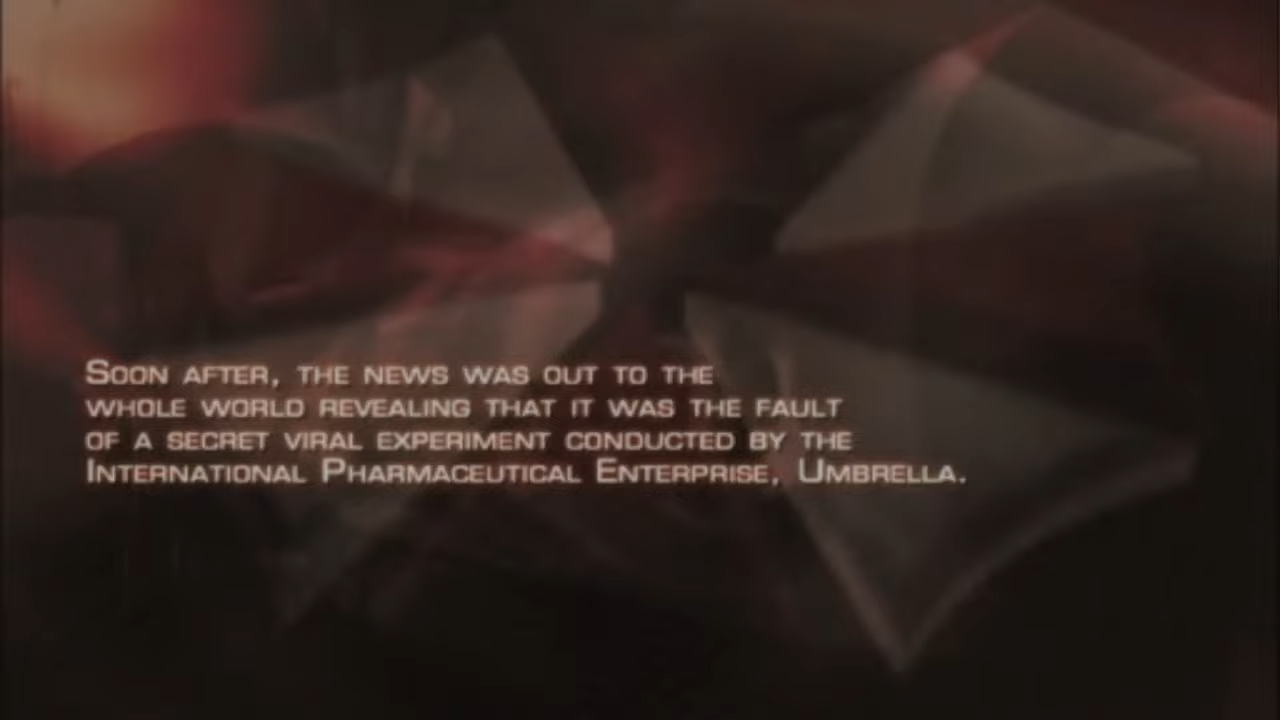 Soon after, the news was out to the
whole world revealing that it was the fault
of a secret viral experiment conducted by the
International Pharmaceutical Enterprise, Umbrella.